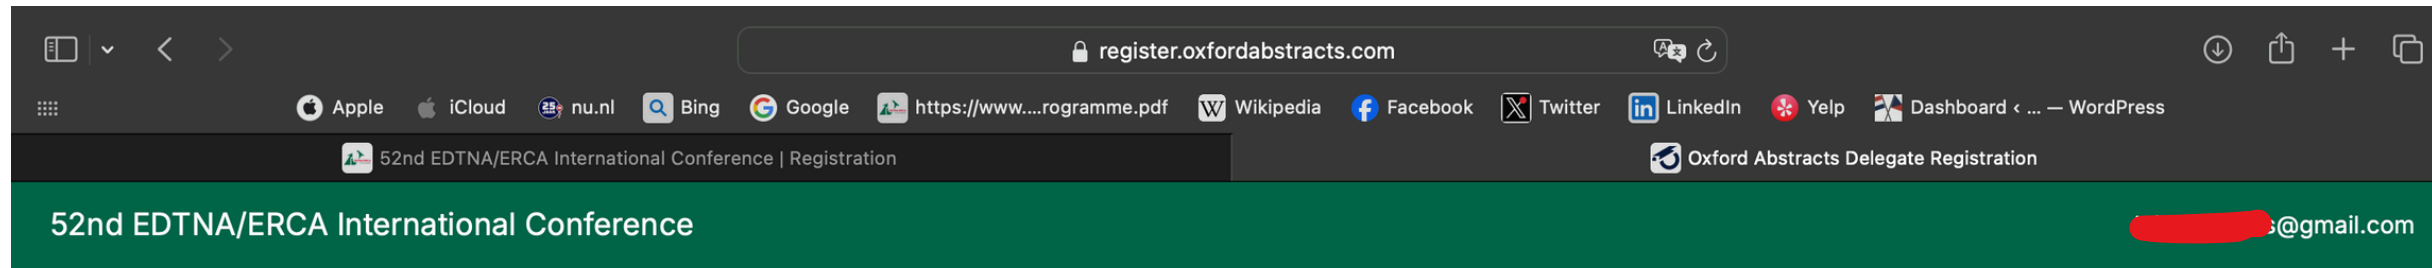 register.oxfordabstracts.com
Apple iCloud nu.nl Bing Google https://www....rogramme.pdf Wikipedia Facebook Twitter LinkedIn Yelp Dashboard ‹ ... — WordPress
52nd EDTNA/ERCA International Conference | Registration Oxford Abstracts Delegate Registration
52nd EDTNA/ERCA International Conference s@gmail.com